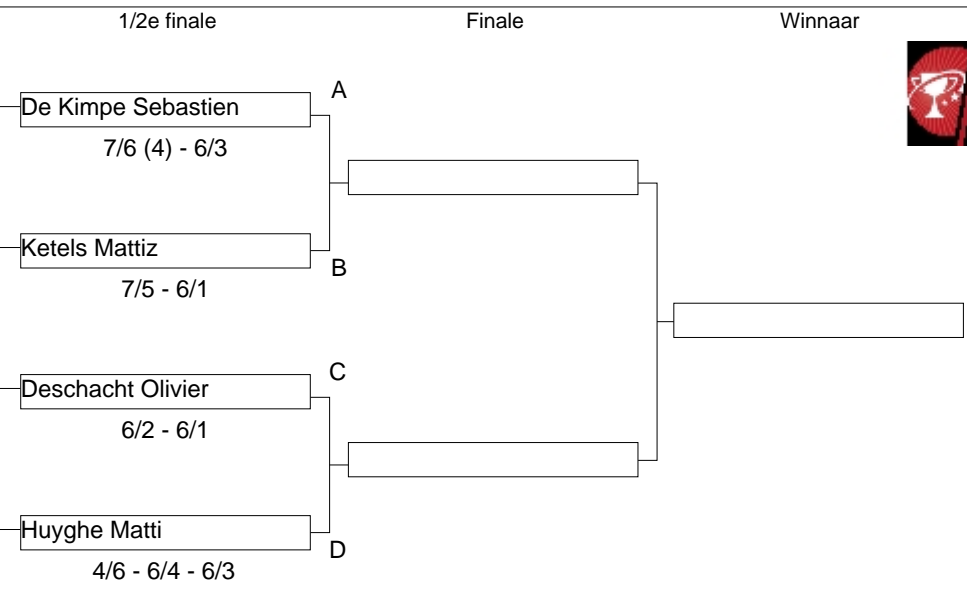 1/2e finale Finale Winnaar
A
De Kimpe Sebastien
7/6 (4) - 6/3
Ketels Mattiz
B
7/5 - 6/1
C
Deschacht Olivier
6/2 - 6/1
Huyghe Matti
D
4/6 - 6/4 - 6/3